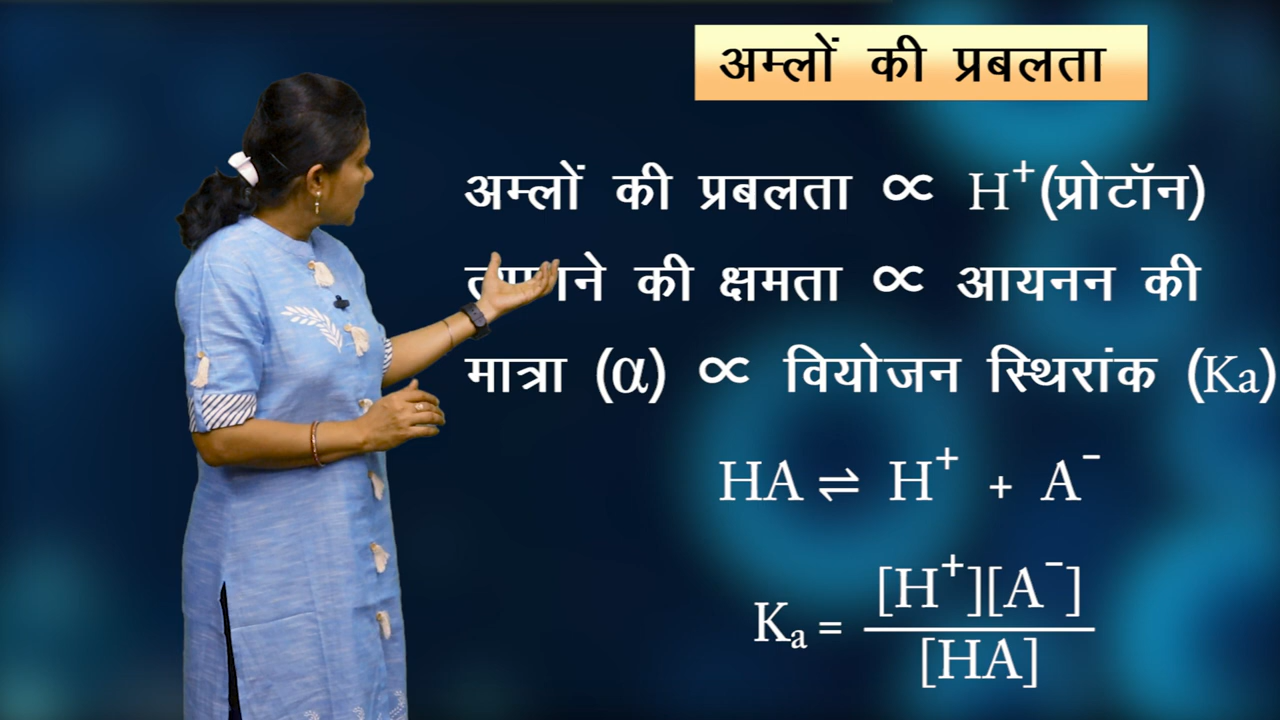 अम्लों की प्रबलता
अम्लों की प्रबलता ∝ H⁺(प्रोटॉन)
की क्षमता ∝ आयनन की
मात्रा (α) ∝ वियोजन स्थिरांक (Ka)
HA ⇌ H⁺ + A⁻
Kₐ = [H⁺][A⁻] / [HA]